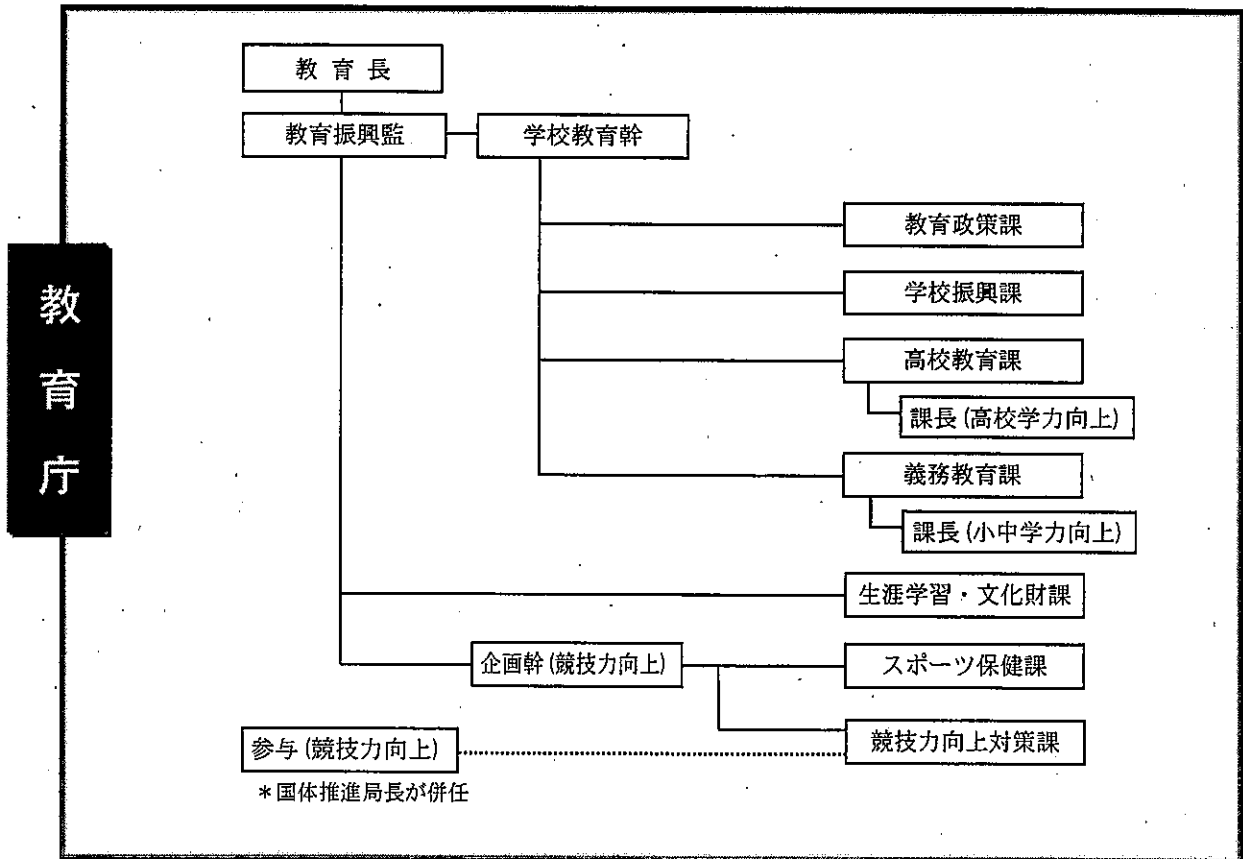 教育庁
教育長
教育振興監
学校教育幹
教育政策課
学校振興課
高校教育課
課長(高校学力向上)
義務教育課
課長(小中学力向上)
生涯学習・文化財課
企画幹(競技力向上)
スポーツ保健課
参与(競技力向上)
競技力向上対策課
*国体推進局長が併任